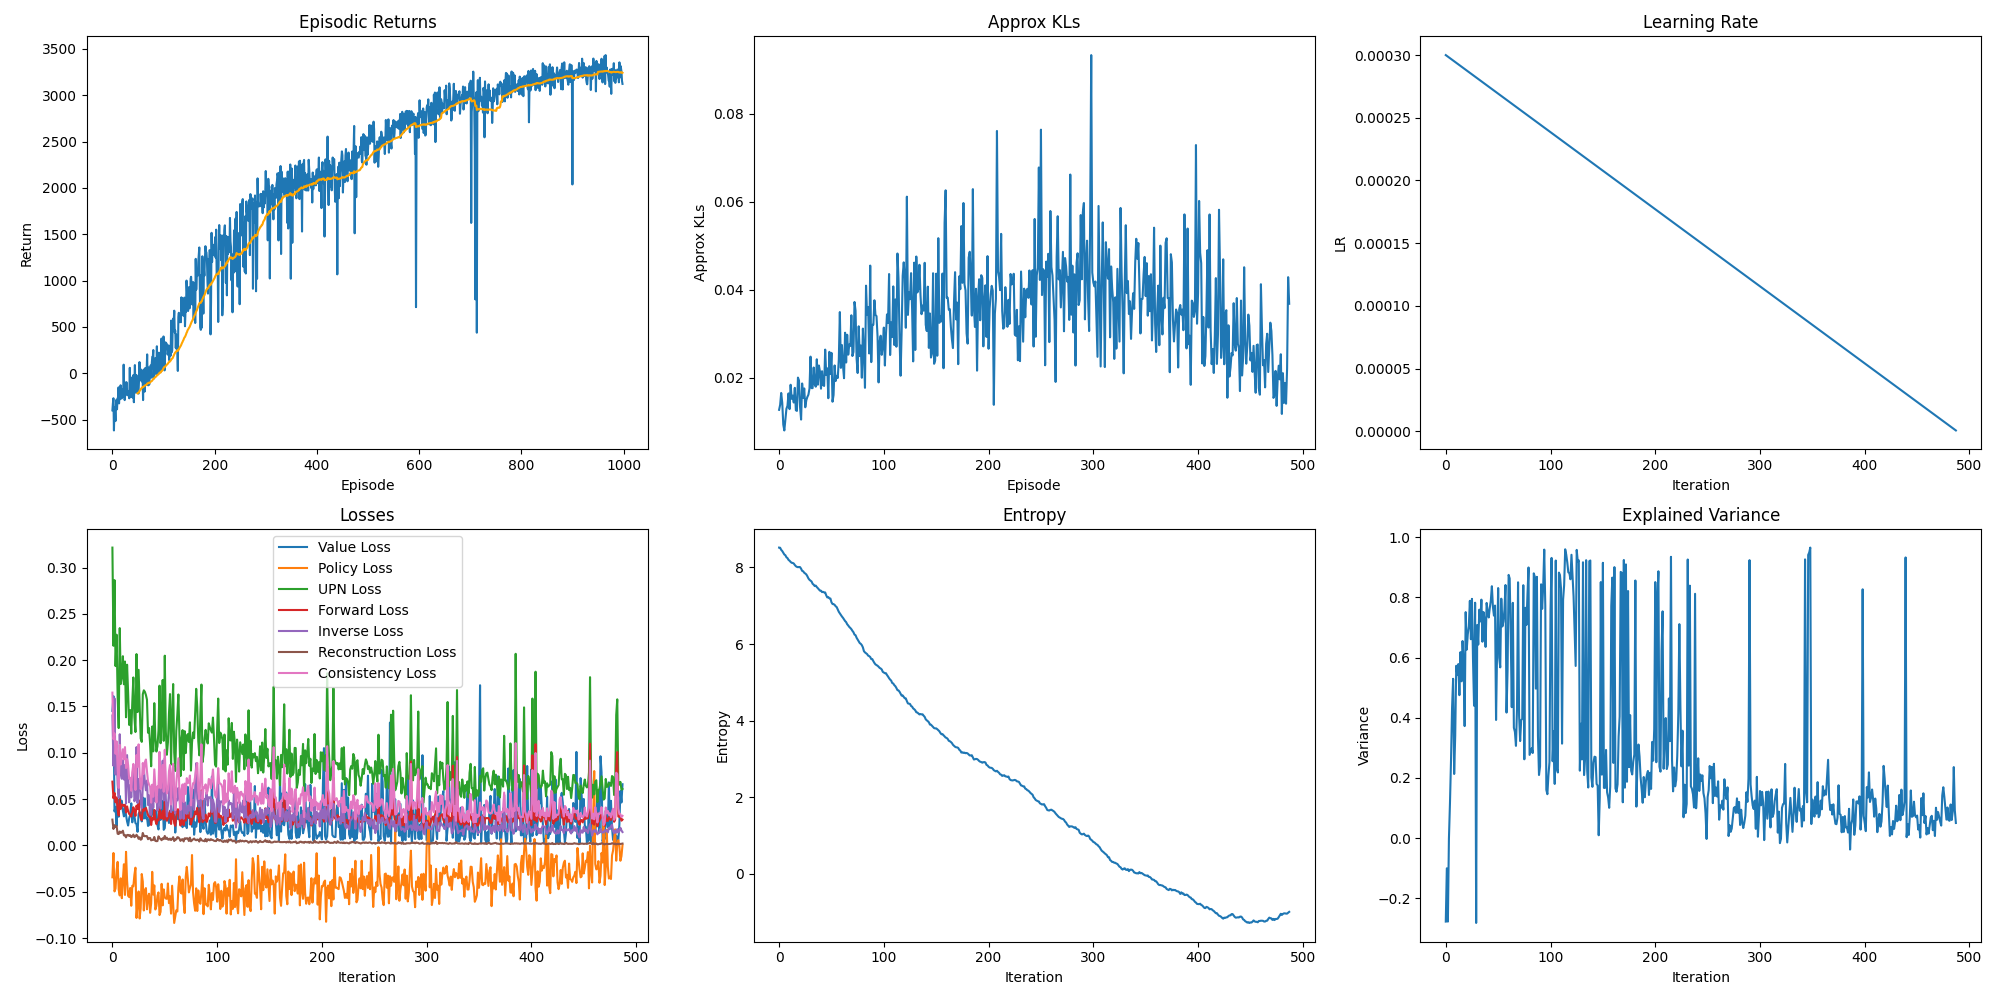 Episodic Returns
Return
3500
3000
2500
2000
1500
1000
500
0
−500
0 200 400 600 800 1000
Episode
Approx KLs
Approx KLs
0.08
0.06
0.04
0.02
0 100 200 300 400 500
Episode
Learning Rate
LR
0.00030
0.00025
0.00020
0.00015
0.00010
0.00005
0.00000
0 100 200 300 400 500
Iteration
Losses
Loss
0.30
0.25
0.20
0.15
0.10
0.05
0.00
−0.05
−0.10
Value Loss
Policy Loss
UPN Loss
Forward Loss
Inverse Loss
Reconstruction Loss
Consistency Loss
0 100 200 300 400 500
Iteration
Entropy
Entropy
8
6
4
2
0
0 100 200 300 400 500
Iteration
Explained Variance
Variance
1.0
0.8
0.6
0.4
0.2
0.0
−0.2
0 100 200 300 400 500
Iteration